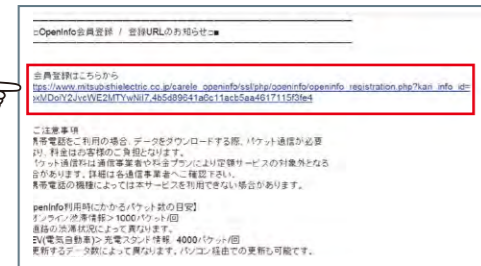 □OpenInfo会員登録 / 登録URLのお知らせ□■
会員登録はこちらから
ttps://www.mitsubishielectric.co.jp/carele_openinfo/ssl/php/openinfo/openinfo_registration.php?kari_info_id=
ご注意事項
携帯電話をご利用の場合、データをダウンロードする際、パケット通信が必要
り、料金はお客様のご負担となります。
パケット通信料は通信事業者や料金プランにより定額サービスの対象外となる
合があります。詳細は各通信事業者へご確認下さい。
携帯電話の機種によっては本サービスを利用できない場合があります。
penInfo利用時にかかるパケット数の目安】
オンライン渋滞情報>1000パケット/回
道路の渋滞状況によって異なります。
EV(電気自動車)>充電スタンド情報 4000パケット/回
更新するデータ数によって異なります。パソコン経由での更新も可能です。